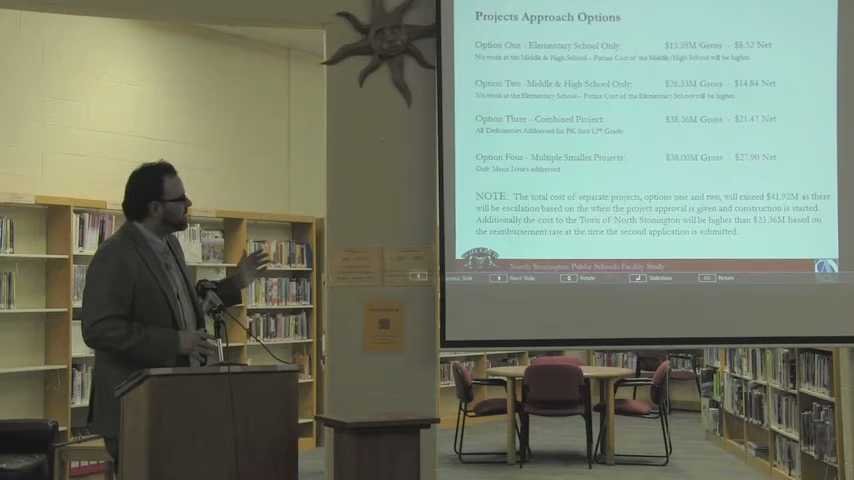 Projects Approach Options
Option One - Elementary School Only: $15.59M Gross - $8.52 Net
No work at the Middle & High School - Future Cost of the Middle/High School will be higher.
Option Two -Middle & High School Only: $26.33M Gross - $14.84 Net
No work at the Elementary School - Future Cost of the Elementary School will be higher.
Option Three - Combined Project: $38.56M Gross - $21.47 Net
All Deficiencies Addressed for PK thru 12th Grade
Option Four - Multiple Smaller Projects: $38.00M Gross - $27.90 Net
Only Major Issues addressed
NOTE: The total cost of separate projects, options one and two, will exceed $41.92M as there
will be escalation based on the when the project approval is given and construction is started.
Additionally the cost to the Town of North Stonington will be higher than $23.36M based on
the reimbursement rate at the time the second application is submitted.
North Stonington Public Schools Facility Study